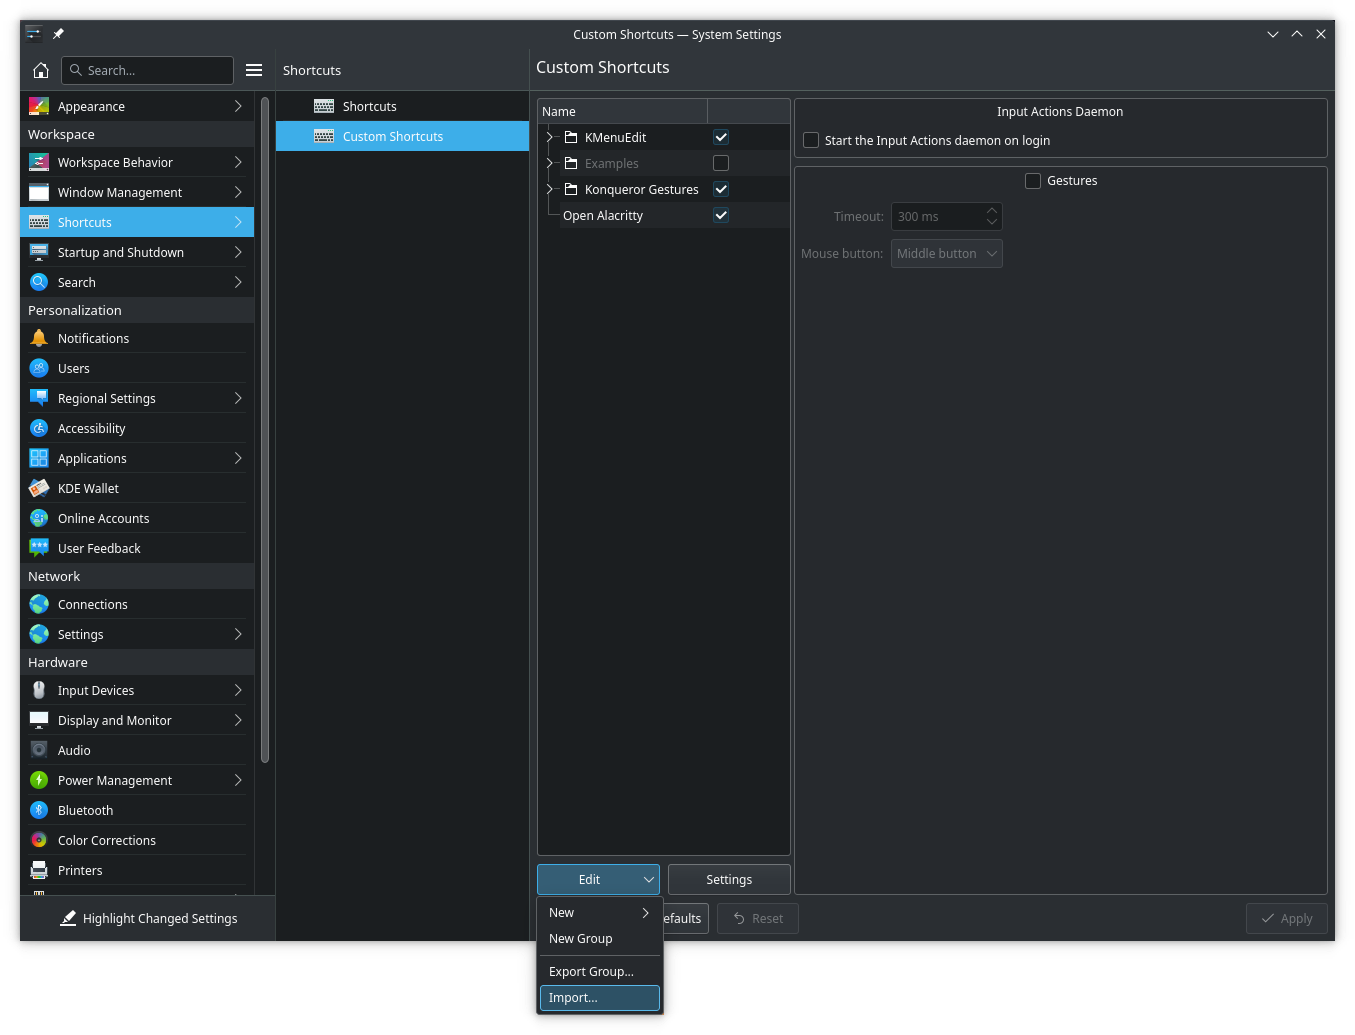 Custom Shortcuts — System Settings
Search...
Appearance
Workspace
Workspace Behavior
Window Management
Shortcuts
Startup and Shutdown
Search
Personalization
Notifications
Users
Regional Settings
Accessibility
Applications
KDE Wallet
Online Accounts
User Feedback
Network
Connections
Settings
Hardware
Input Devices
Display and Monitor
Audio
Power Management
Bluetooth
Color Corrections
Printers
Highlight Changed Settings
Shortcuts
Shortcuts
Custom Shortcuts
Custom Shortcuts
Name
KMenuEdit
Examples
Konqueror Gestures
Open Alacritty
Edit
Settings
New
New Group
Export Group...
Import...
efaults
Reset
Apply
Input Actions Daemon
Start the Input Actions daemon on login
Gestures
Timeout: 300 ms
Mouse button: Middle button